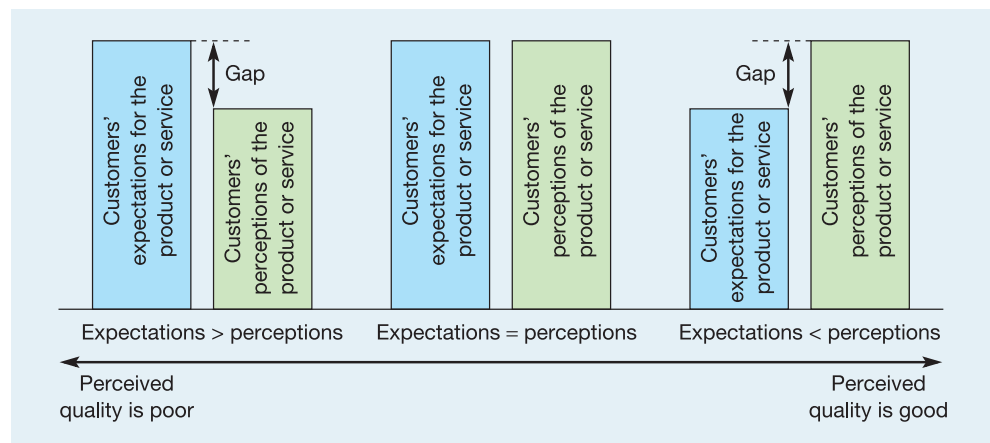 Customers'
expectations for the
product or service
Gap
Customers'
perceptions of the
product or service
Customers'
expectations for the
product or service
Customers'
perceptions of the
product or service
Gap
Customers'
expectations for the
product or service
Customers'
perceptions of the
product or service
Expectations > perceptions
Expectations = perceptions
Expectations < perceptions
Perceived
quality is poor
Perceived
quality is good